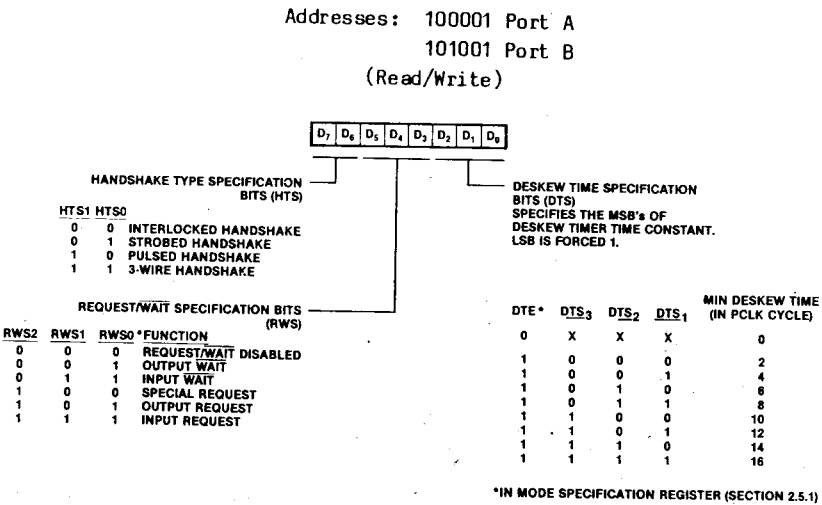 Addresses: 100001 Port A
101001 Port B
(Read/Write)
D7 D6 D5 D4 D3 D2 D1 D0
HANDSHAKE TYPE SPECIFICATION
BITS (HTS)
HTS1 HTS0
0 0 INTERLOCKED HANDSHAKE
0 1 STROBED HANDSHAKE
1 0 PULSED HANDSHAKE
1 1 3-WIRE HANDSHAKE
REQUEST/WAIT SPECIFICATION BITS
(RWS)
RWS2 RWS1 RWS0 *FUNCTION
0 0 0 REQUEST/WAIT DISABLED
0 0 1 OUTPUT WAIT
0 1 1 INPUT WAIT
1 0 0 SPECIAL REQUEST
1 0 1 OUTPUT REQUEST
1 1 1 INPUT REQUEST
DESKEW TIME SPECIFICATION
BITS (DTS)
SPECIFIES THE MSB's OF
DESKEW TIMER TIME CONSTANT.
LSB IS FORCED 1.
DTE* DTS3 DTS2 DTS1 MIN DESKEW TIME
(IN PCLK CYCLE)
0 X X X 0
1 0 0 0 2
1 0 0 1 4
1 0 1 0 6
1 0 1 1 8
1 1 0 0 10
1 1 0 1 12
1 1 1 0 14
1 1 1 1 16
*IN MODE SPECIFICATION REGISTER (SECTION 2.5.1)